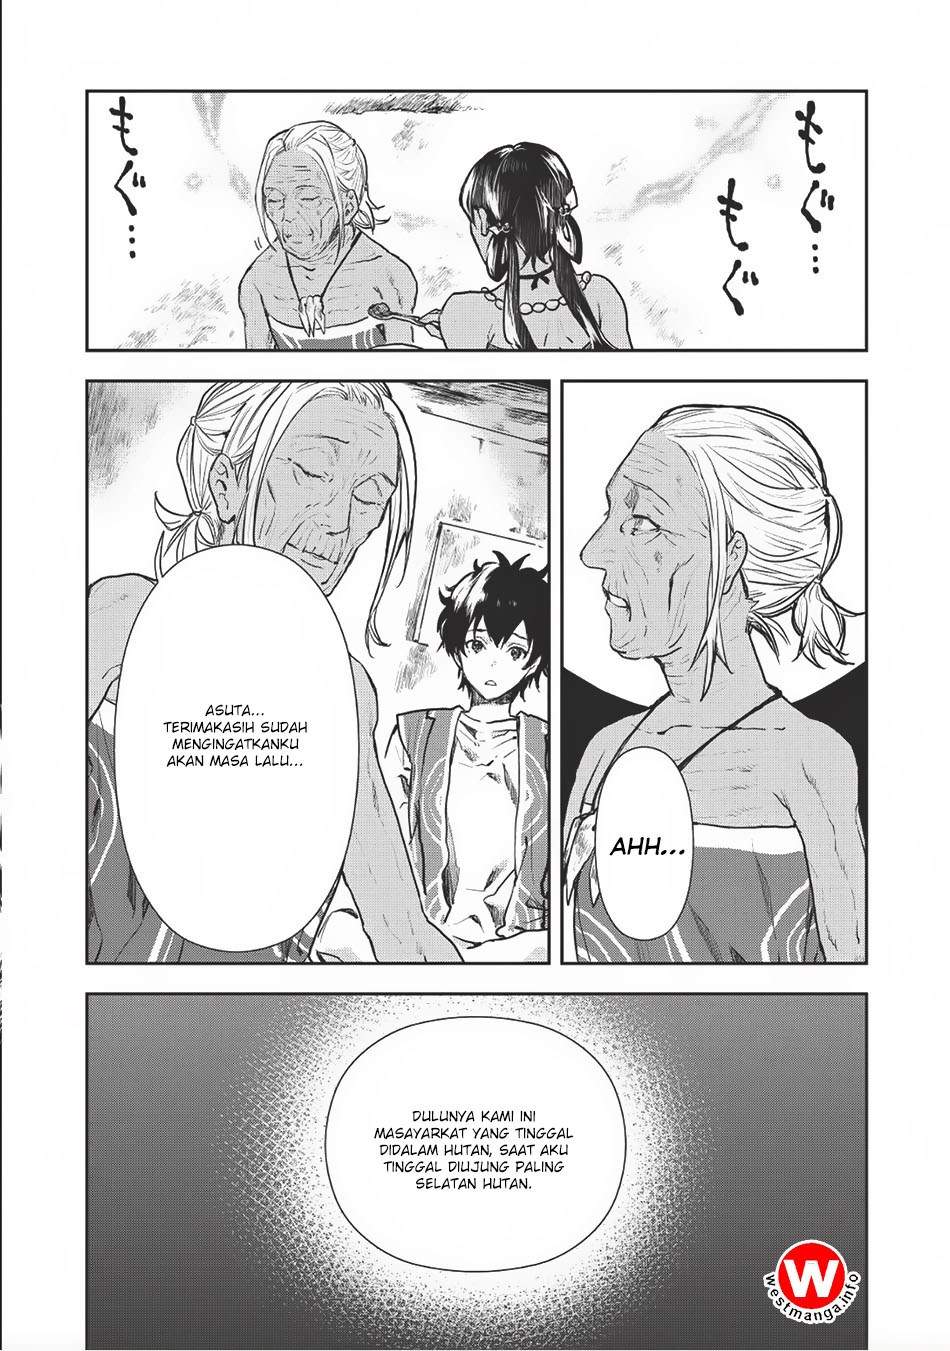 もぐ…
もぐ
もぐ…
AHH...
ASUTA...
TERIMAKASIH SUDAH
MENGINGATKANKU
AKAN MASA LALU...
DULUNYA KAMI INI
MASAYARKAT YANG TINGGAL
DIDALAM HUTAN, SAAT AKU
TINGGAL DIUJUNG PALING
SELATAN HUTAN.
W
westmanga.info